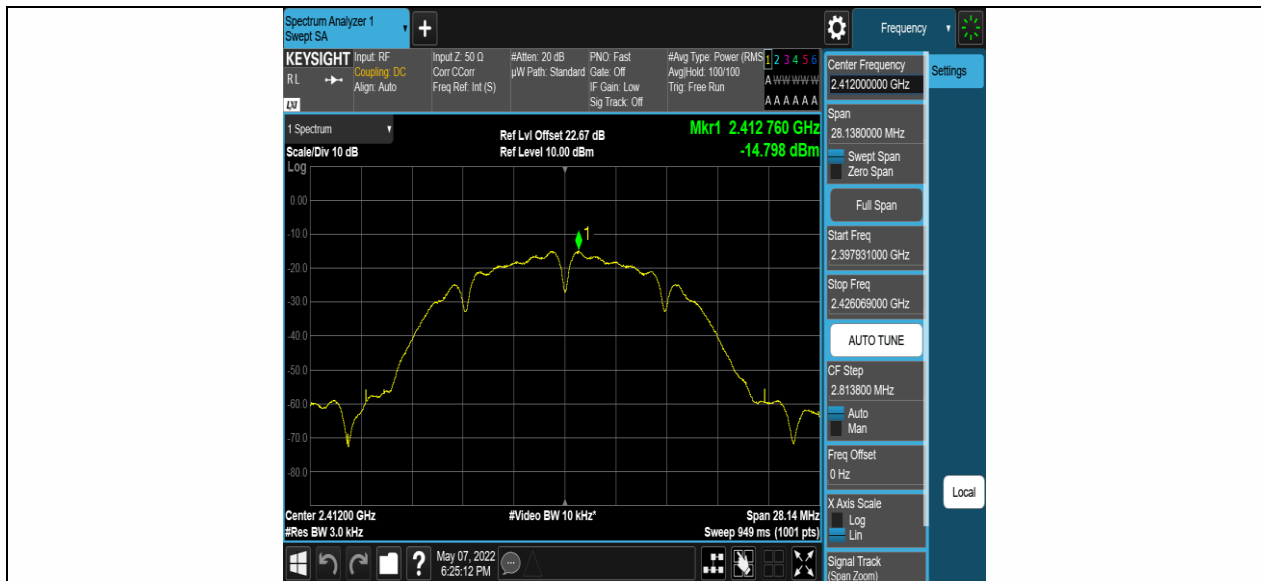 Spectrum Analyzer 1
Swept SA
+
Frequency
KEYSIGHT
Input: RF
Input Z: 50 Ω
#Atten: 20 dB
PNO: Fast
#Avg Type: Power (RMS
1 2 3 4 5 6
RL
Coupling: DC
Corr CCorr
µW Path: Standard
Gate: Off
Avg|Hold: 100/100
A W W W W W
Align: Auto
Freq Ref: Int (S)
IF Gain: Low
Trig: Free Run
LXI
Sig Track: Off
A A A A A A
1 Spectrum
Ref Lvl Offset 22.67 dB
Mkr1 2.412 760 GHz
Scale/Div 10 dB
Ref Level 10.00 dBm
-14.798 dBm
Log
0.00
-10.0
-20.0
-30.0
-40.0
-50.0
-60.0
-70.0
-80.0
1
Center 2.41200 GHz
#Video BW 10 kHz*
Span 28.14 MHz
#Res BW 3.0 kHz
Sweep 949 ms (1001 pts)
?
May 07, 2022
6:25:12 PM
Center Frequency
2.412000000 GHz
Settings
Span
28.1380000 MHz
Swept Span
Zero Span
Full Span
Start Freq
2.397931000 GHz
Stop Freq
2.426069000 GHz
AUTO TUNE
CF Step
2.813800 MHz
Auto
Man
Freq Offset
0 Hz
Local
X Axis Scale
Log
Lin
Signal Track
(Span Zoom)